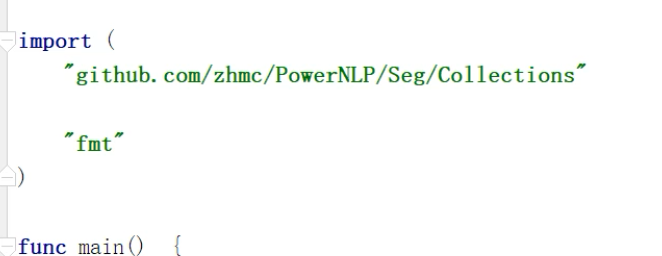 import (
"github.com/zhmc/PowerNLP/Seg/Collections"
"fmt"
)
func main() {